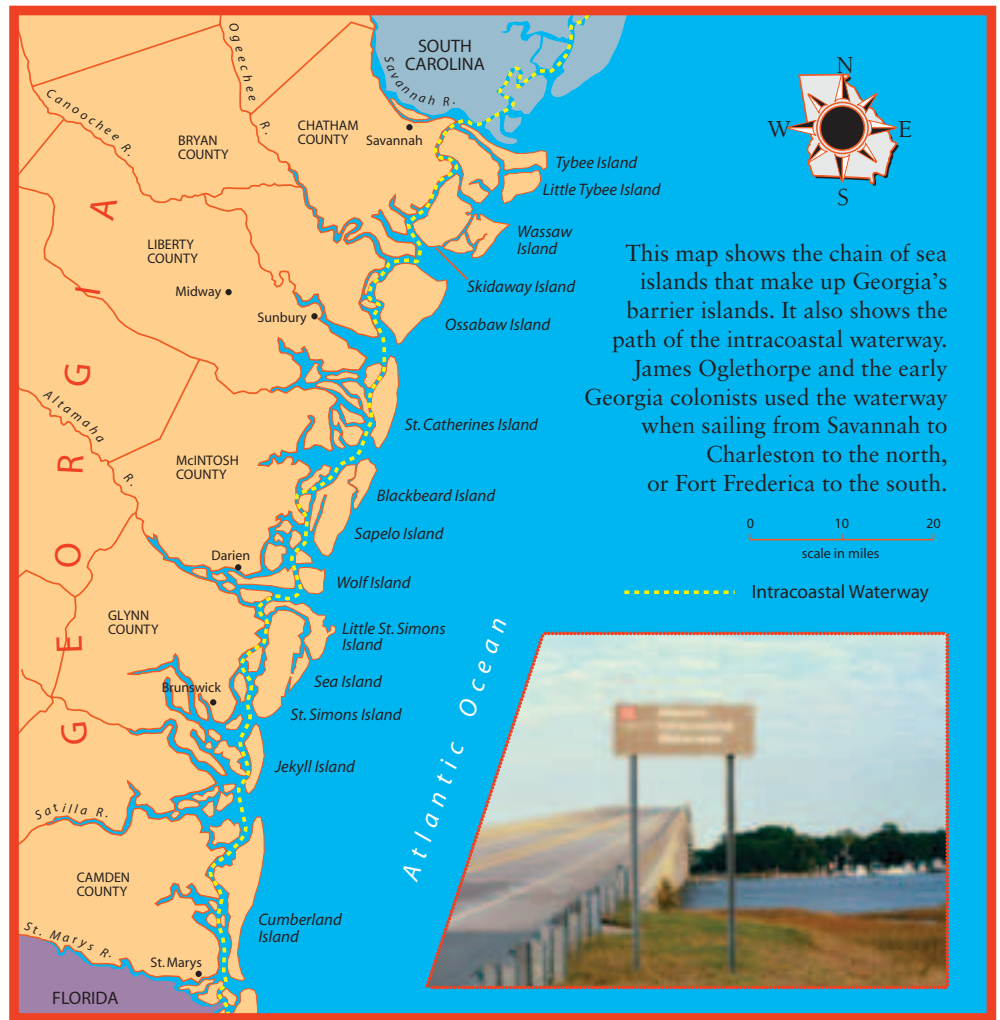 SOUTH
CAROLINA
Savannah R.
Ogeechee R.
Canoochee R.
BRYAN
COUNTY
CHATHAM
COUNTY
Savannah
Tybee Island
Little Tybee Island
Wassaw
Island
Skidaway Island
Ossabaw Island
LIBERTY
COUNTY
Midway
Sunbury
St. Catherines Island
Altamaha R.
McINTOSH
COUNTY
Blackbeard Island
Sapelo Island
Darien
Wolf Island
GLYNN
COUNTY
Little St. Simons
Island
Sea Island
Brunswick
St. Simons Island
Jekyll Island
Satilla R.
CAMDEN
COUNTY
Cumberland
Island
St. Marys R.
St. Marys
FLORIDA
GEORGIA
Atlantic Ocean
N
W
E
S
This map shows the chain of sea
islands that make up Georgia's
barrier islands. It also shows the
path of the intracoastal waterway.
James Oglethorpe and the early
Georgia colonists used the waterway
when sailing from Savannah to
Charleston to the north,
or Fort Frederica to the south.
0 10 20
scale in miles
Intracoastal Waterway